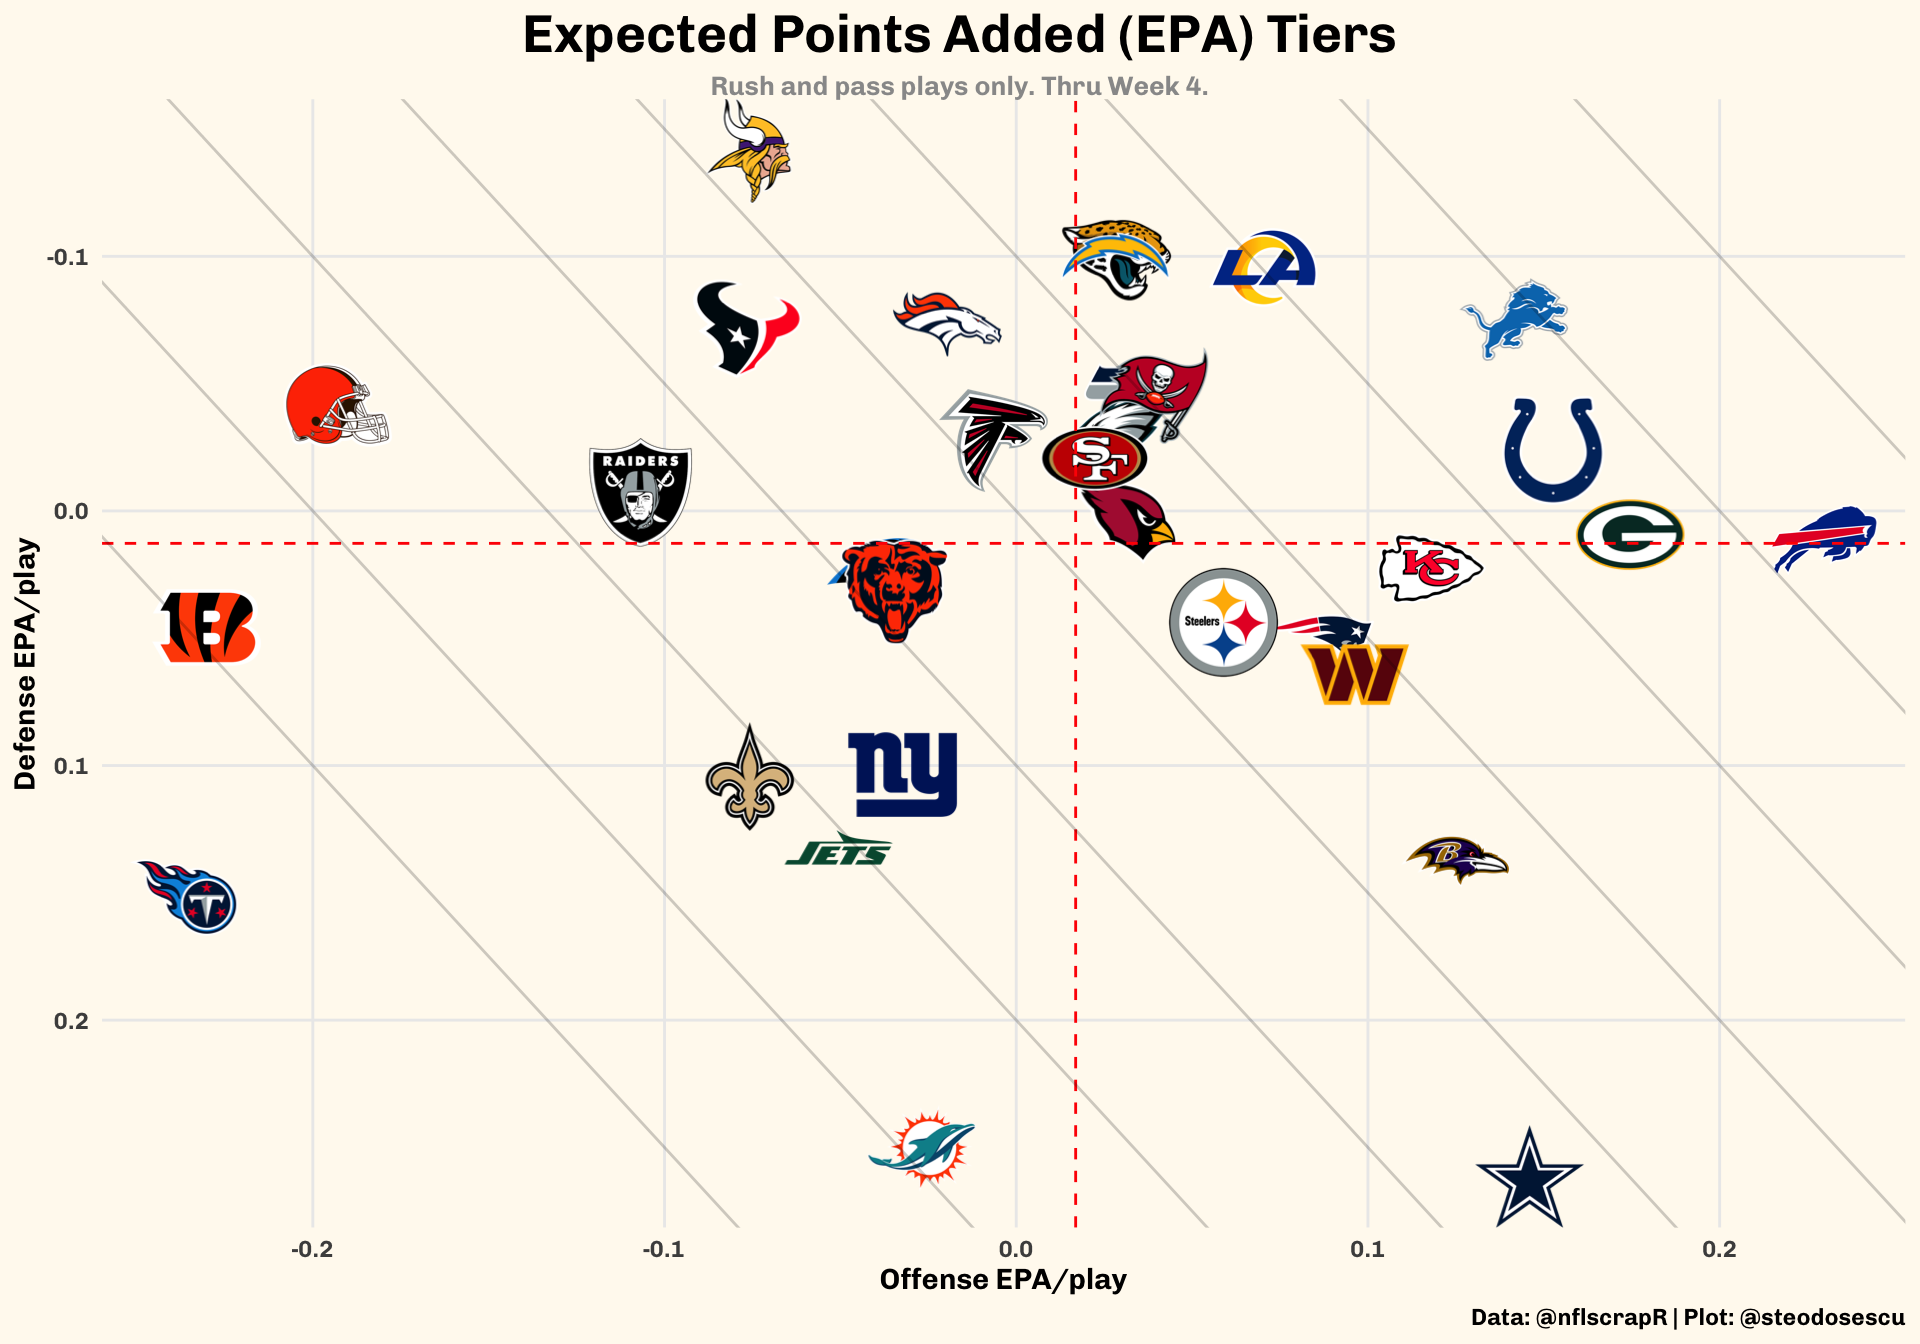 Expected Points Added (EPA) Tiers
Rush and pass plays only. Thru Week 4.
-0.1
0.0
0.1
0.2
Defense EPA/play
RAIDERS
SF
KC
G
Steelers
B
W
ny
JETS
B
T
-0.2
-0.1
0.0
0.1
0.2
Offense EPA/play
Data: @nflscrapR | Plot: @steodosescu